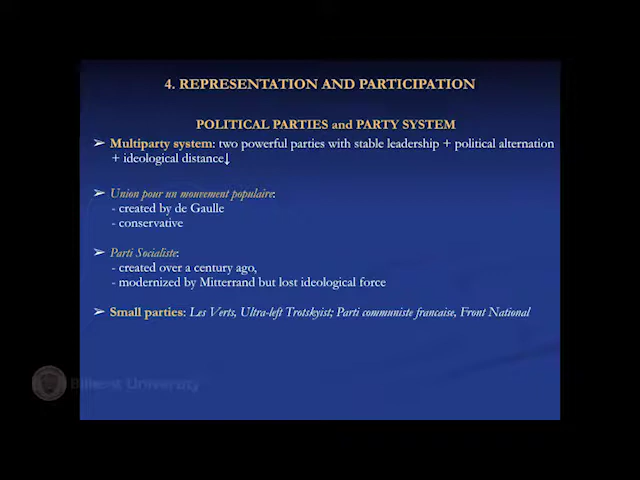 4. REPRESENTATION AND PARTICIPATION
POLITICAL PARTIES and PARTY SYSTEM
➢ Multiparty system: two powerful parties with stable leadership + political alternation
+ ideological distance↓
➢ Union pour un mouvement populaire:
- created by de Gaulle
- conservative
➢ Parti Socialiste:
- created over a century ago,
- modernized by Mitterrand but lost ideological force
➢ Small parties: Les Verts, Ultra-left Trotskyist; Parti communiste francaise, Front National
Bilkent University